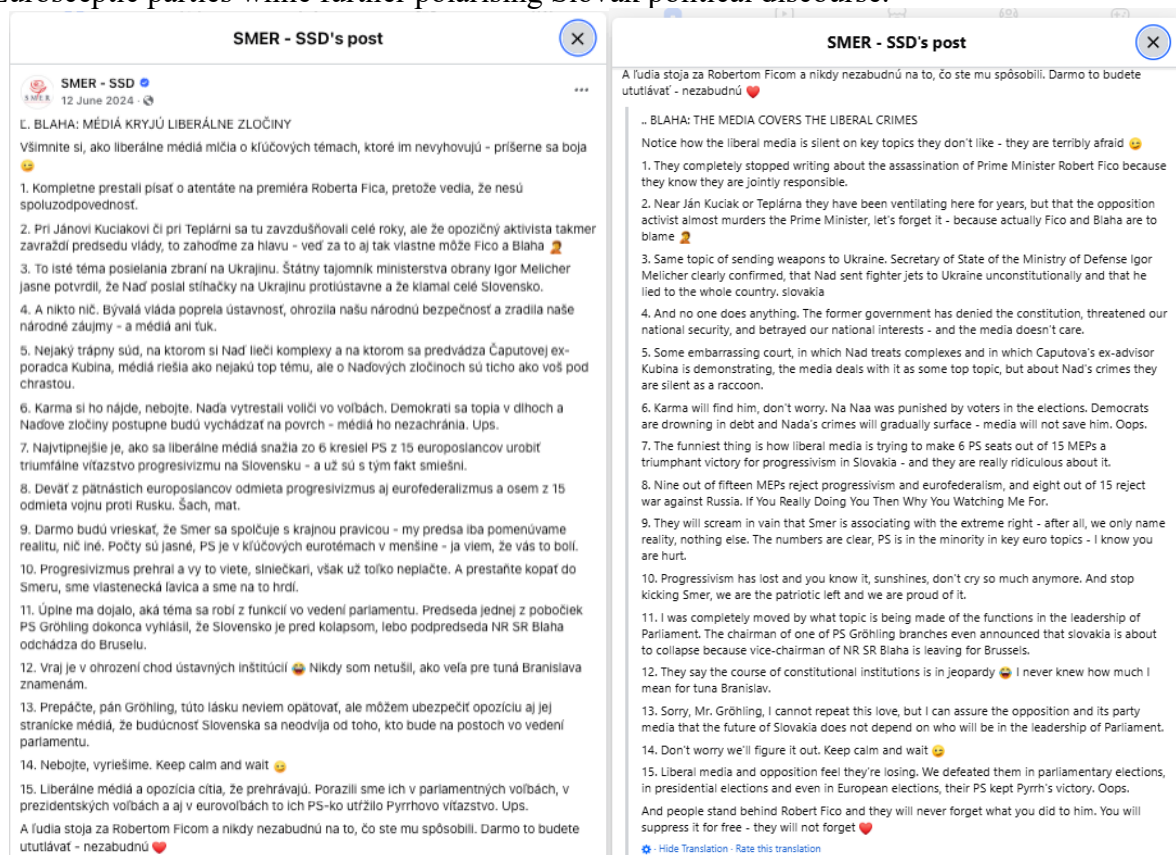 Eurosceptic parties while further polarising Slovak political discourse.
SMER - SSD's post
SMER - SSD
12 June 2024 ·
Ľ. BLAHA: MÉDIÁ KRYJÚ LIBERÁLNE ZLOČINY
Všimnite si, ako liberálne médiá mlčia o kľúčových témach, ktoré im nevyhovujú - príšerne sa boja
😉
1. Kompletne prestali písať o atentáte na premiéra Roberta Fica, pretože vedia, že nesú
spoluzodpovednosť.
2. Pri Jánovi Kuciakovi či pri Teplárni sa tu zavzdušňovali celé roky, ale že opozičný aktivista takmer
zavraždí predsedu vlády, to zahoďme za hlavu - veď za to aj tak vlastne môže Fico a Blaha 🤦
3. To isté téma posielania zbraní na Ukrajinu. Štátny tajomník ministerstva obrany Igor Melicher
jasne potvrdil, že Naď poslal stíhačky na Ukrajinu protiústavne a že klamal celé Slovensko.
4. A nikto nič. Bývalá vláda poprela ústavnosť, ohrozila našu národnú bezpečnosť a zradila naše
národné záujmy - a médiá ani ťuk.
5. Nejaký trápny súd, na ktorom si Naď lieči komplexy a na ktorom sa predvádza Čaputovej ex-
poradca Kubina, médiá riešia ako nejakú top tému, ale o Naďových zločinoch sú ticho ako voš pod
chrastou.
6. Karma si ho nájde, nebojte. Naďa vytrestali voliči vo voľbách. Demokrati sa topia v dlhoch a
Naďove zločiny postupne budú vychádzať na povrch - médiá ho nezachránia. Ups.
7. Najvtipnejšie je, ako sa liberálne médiá snažia zo 6 kresiel PS z 15 europoslancov urobiť
triumfálne víťazstvo progresivizmu na Slovensku - a už sú s tým fakt smiešni.
8. Deväť z pätnástich europoslancov odmieta progresivizmus aj eurofederalizmus a osem z 15
odmieta vojnu proti Rusku. Šach, mat.
9. Darmo budú vrieskať, že Smer sa spolčuje s krajnou pravicou - my predsa iba pomenúvame
realitu, nič iné. Počty sú jasné, PS je v kľúčových eurotémach v menšine - ja viem, že vás to bolí.
10. Progresivizmus prehral a vy to viete, slniečkari, však už toľko neplačte. A prestaňte kopať do
Smeru, sme vlastenecká ľavica a sme na to hrdí.
11. Úplne ma dojalo, aká téma sa robí z funkcií vo vedení parlamentu. Predseda jednej z pobočiek
PS Gröhling dokonca vyhlásil, že Slovensko je pred kolapsom, lebo podpredseda NR SR Blaha
odchádza do Bruselu.
12. Vraj je v ohrození chod ústavných inštitúcií 😂 Nikdy som netušil, ako veľa pre tuná Branislava
znamenám.
13. Prepáčte, pán Gröhling, túto lásku neviem opätovať, ale môžem ubezpečiť opozíciu aj jej
stranícke médiá, že budúcnosť Slovenska sa neodvíja od toho, kto bude na postoch vo vedení
parlamentu.
14. Nebojte, vyriešime. Keep calm and wait 😉
15. Liberálne médiá a opozícia cítia, že prehrávajú. Porazili sme ich v parlamentných voľbách, v
prezidentských voľbách a aj v eurovoľbách to ich PS-ko utŕžilo Pyrrhovo víťazstvo. Ups.
A ľudia stoja za Robertom Ficom a nikdy nezabudnú na to, čo ste mu spôsobili. Darmo to budete
ututlávať - nezabudnú ❤️
SMER - SSD's post
A ľudia stoja za Robertom Ficom a nikdy nezabudnú na to, čo ste mu spôsobili. Darmo to budete
ututlávať - nezabudnú ❤️
.. BLAHA: THE MEDIA COVERS THE LIBERAL CRIMES
Notice how the liberal media is silent on key topics they don't like - they are terribly afraid 😉
1. They completely stopped writing about the assassination of Prime Minister Robert Fico because
they know they are jointly responsible.
2. Near Ján Kuciak or Teplárna they have been ventilating here for years, but that the opposition
activist almost murders the Prime Minister, let's forget it - because actually Fico and Blaha are to
blame 🤦
3. Same topic of sending weapons to Ukraine. Secretary of State of the Ministry of Defense Igor
Melicher clearly confirmed, that Nad sent fighter jets to Ukraine unconstitutionally and that he
lied to the whole country. slovakia
4. And no one does anything. The former government has denied the constitution, threatened our
national security, and betrayed our national interests - and the media doesn't care.
5. Some embarrassing court, in which Nad treats complexes and in which Caputova's ex-advisor
Kubina is demonstrating, the media deals with it as some top topic, but about Nad's crimes they
are silent as a raccoon.
6. Karma will find him, don't worry. Na Naa was punished by voters in the elections. Democrats
are drowning in debt and Nada's crimes will gradually surface - media will not save him. Oops.
7. The funniest thing is how liberal media is trying to make 6 PS seats out of 15 MEPs a
triumphant victory for progressivism in Slovakia - and they are really ridiculous about it.
8. Nine out of fifteen MEPs reject progressivism and eurofederalism, and eight out of 15 reject
war against Russia. If You Really Doing You Then Why You Watching Me For.
9. They will scream in vain that Smer is associating with the extreme right - after all, we only name
reality, nothing else. The numbers are clear, PS is in the minority in key euro topics - I know you
are hurt.
10. Progressivism has lost and you know it, sunshines, don't cry so much anymore. And stop
kicking Smer, we are the patriotic left and we are proud of it.
11. I was completely moved by what topic is being made of the functions in the leadership of
Parliament. The chairman of one of PS Gröhling branches even announced that slovakia is about
to collapse because vice-chairman of NR SR Blaha is leaving for Brussels.
12. They say the course of constitutional institutions is in jeopardy 😂 I never knew how much I
mean for tuna Branislav.
13. Sorry, Mr. Gröhling, I cannot repeat this love, but I can assure the opposition and its party
media that the future of Slovakia does not depend on who will be in the leadership of Parliament.
14. Don't worry we'll figure it out. Keep calm and wait 😉
15. Liberal media and opposition feel they're losing. We defeated them in parliamentary elections,
in presidential elections and even in European elections, their PS kept Pyrrh's victory. Oops.
And people stand behind Robert Fico and they will never forget what you did to him. You will
suppress it for free - they will not forget ❤️
· Hide Translation · Rate this translation